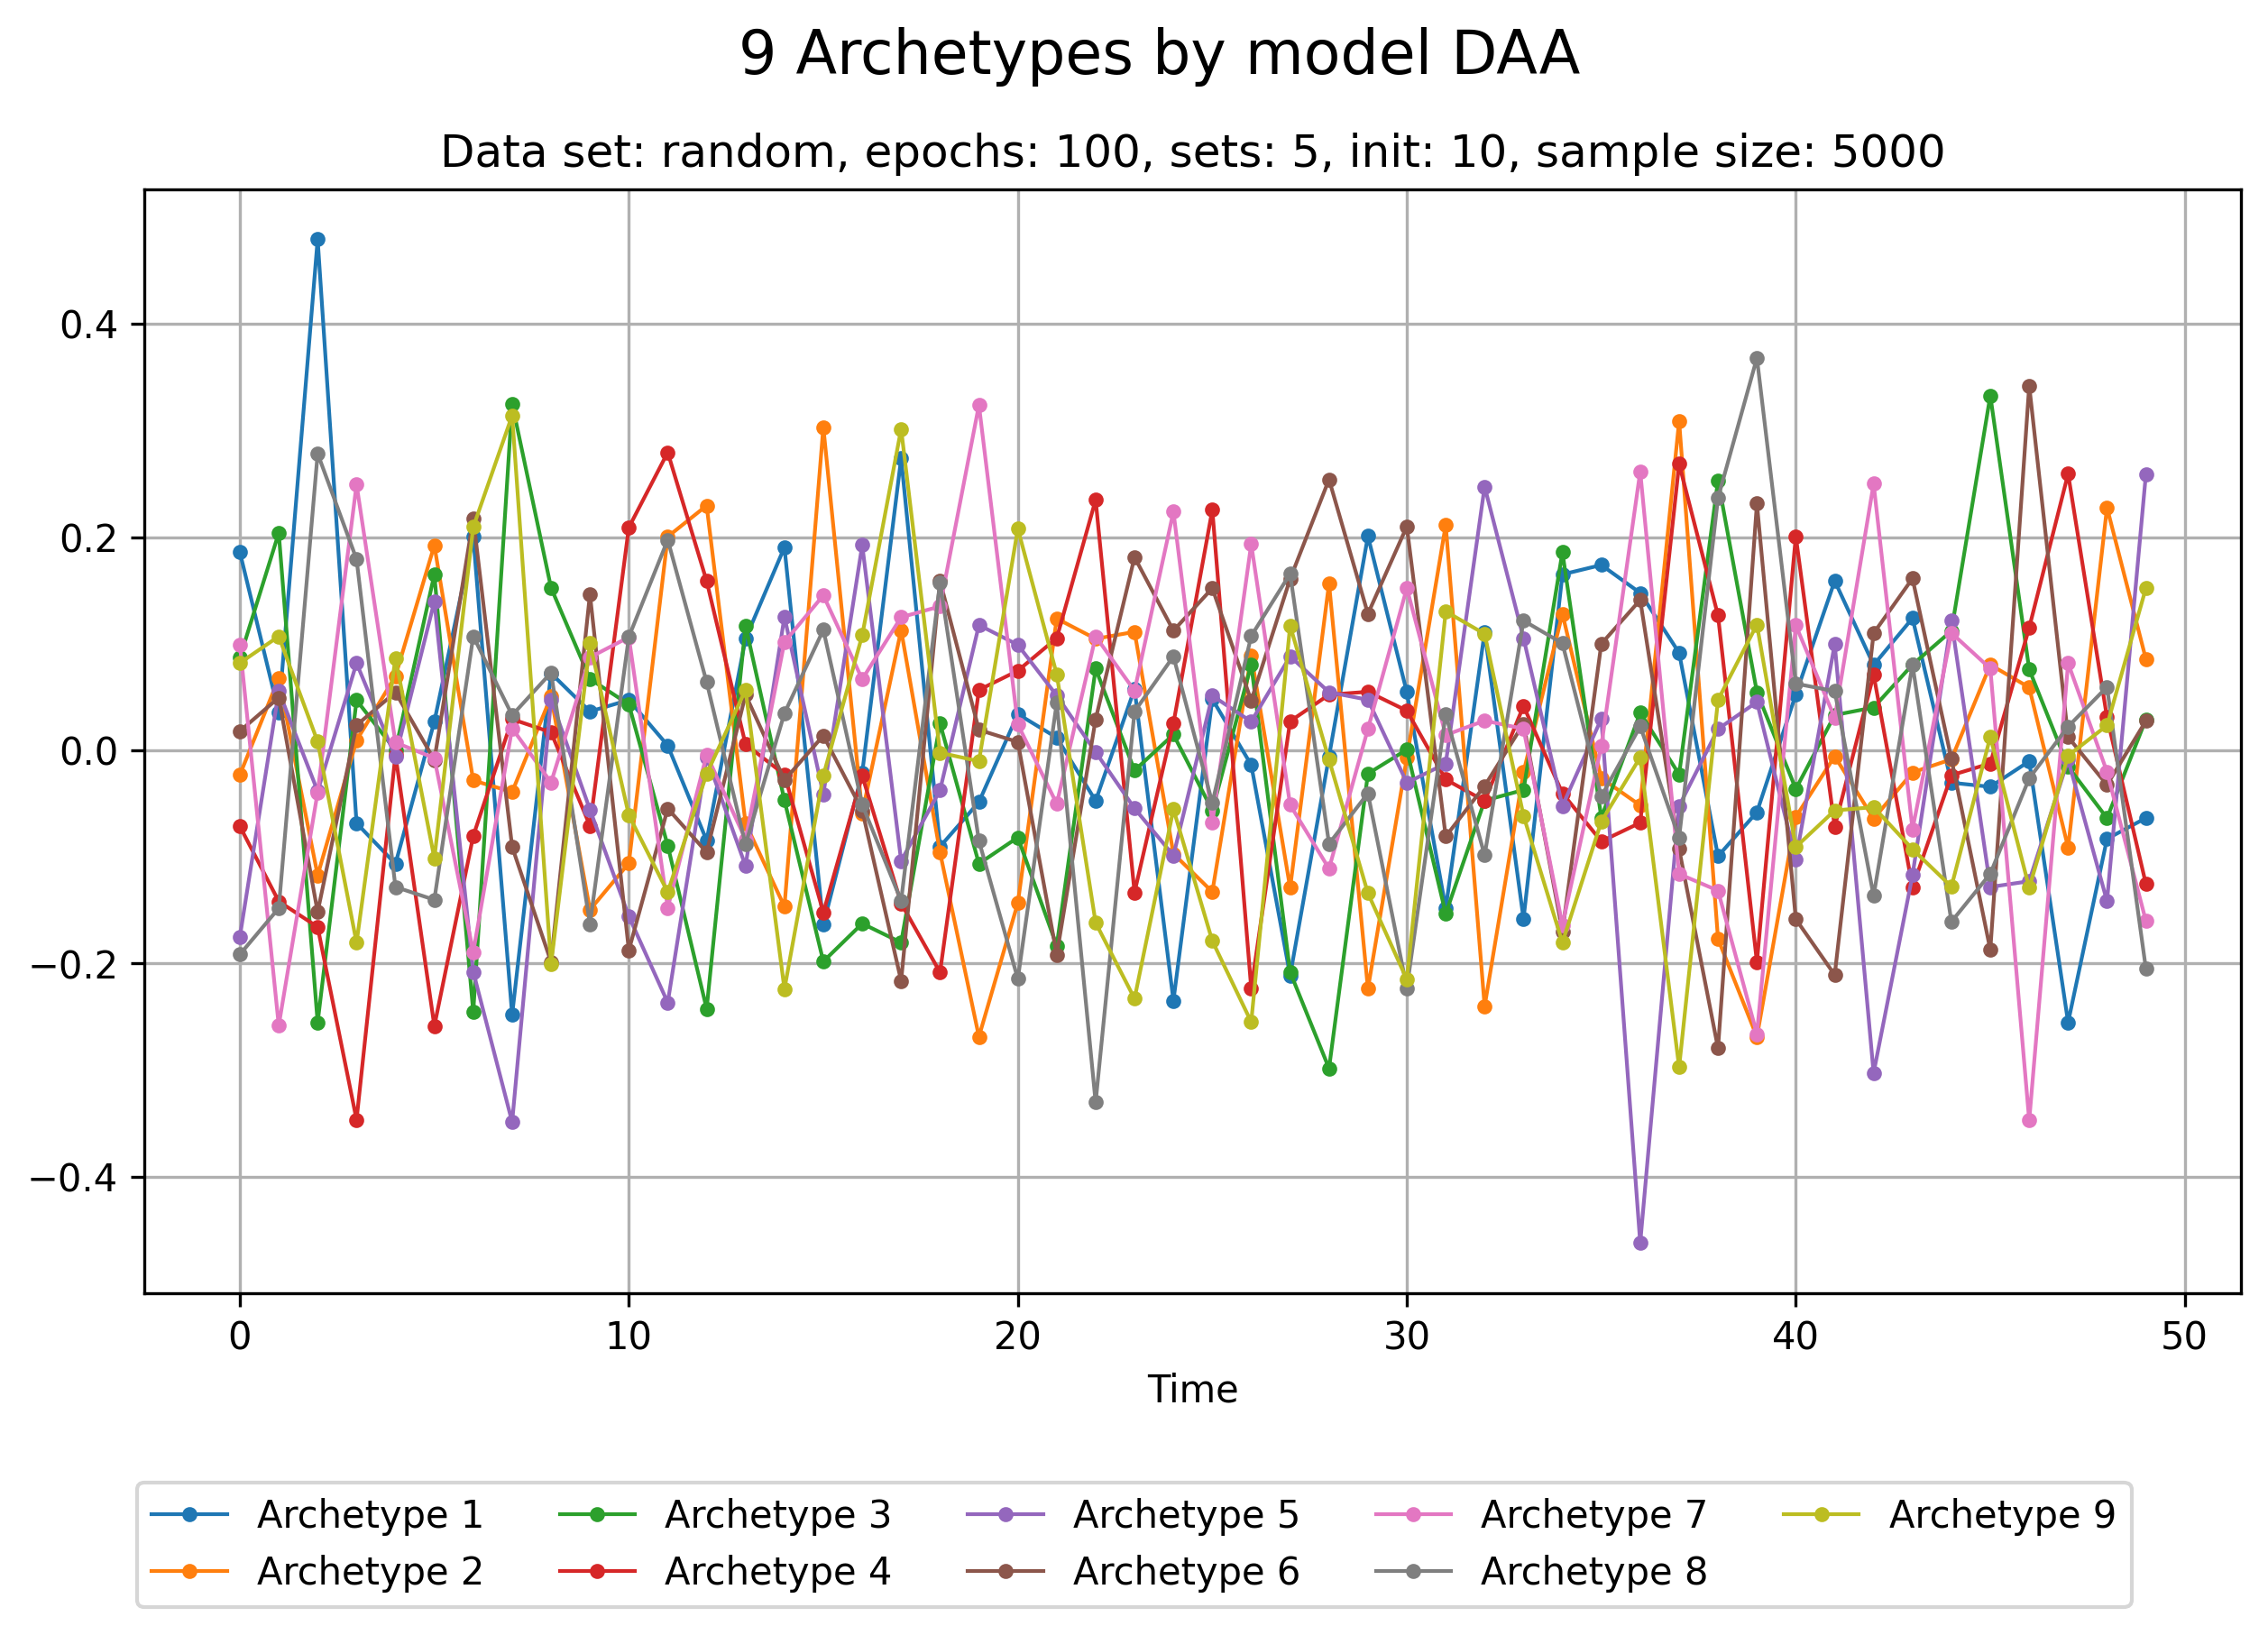 9 Archetypes by model DAA
Data set: random, epochs: 100, sets: 5, init: 10, sample size: 5000
0.4
0.2
0.0
−0.2
−0.4
0 10 20 30 40 50
Time
Archetype 1 Archetype 3 Archetype 5 Archetype 7 Archetype 9
Archetype 2 Archetype 4 Archetype 6 Archetype 8